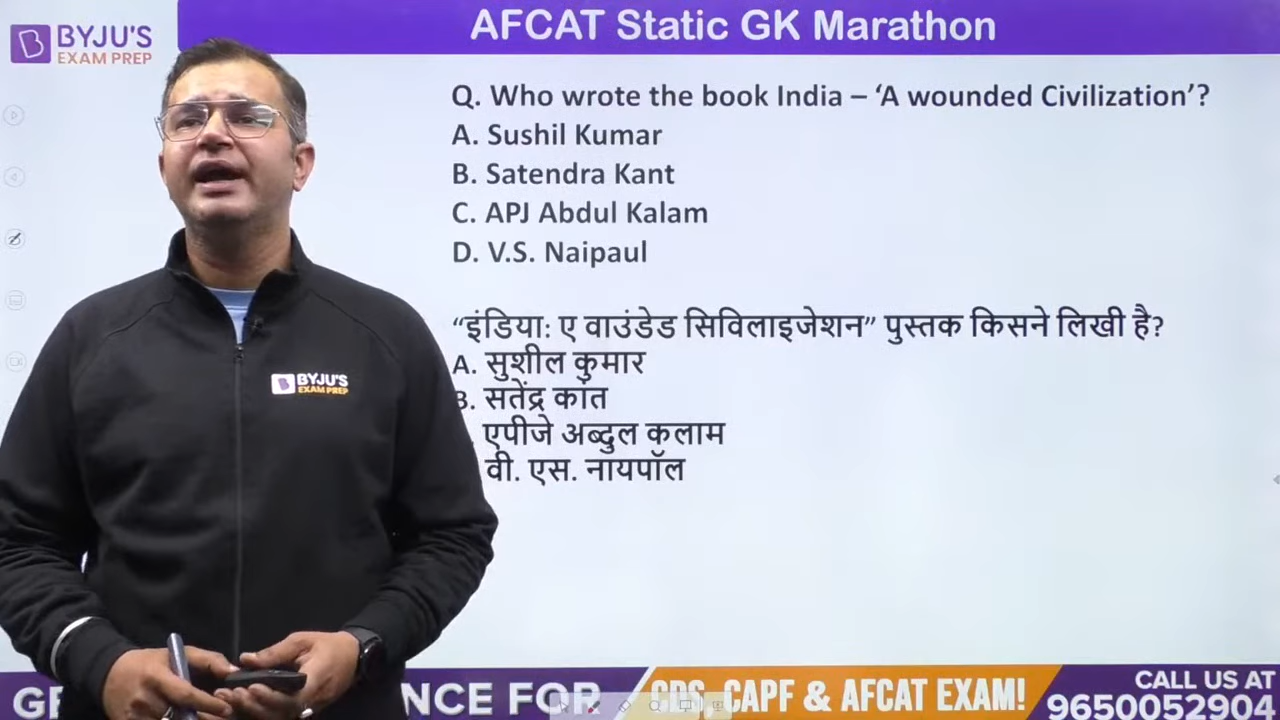 BYJU'S
EXAM PREP
AFCAT Static GK Marathon
Q. Who wrote the book India – ‘A wounded Civilization’?
A. Sushil Kumar
B. Satendra Kant
C. APJ Abdul Kalam
D. V.S. Naipaul
“इंडिया: ए वाउंडेड सिविलाइजेशन” पुस्तक किसने लिखी है?
A. सुशील कुमार
B. सतेंद्र कांत
एपीजे अब्दुल कलाम
वी. एस. नायपॉल
BYJU'S
EXAM PREP
NCE FOR
CDS, CAPF & AFCAT EXAM!
CALL US AT
9650052904